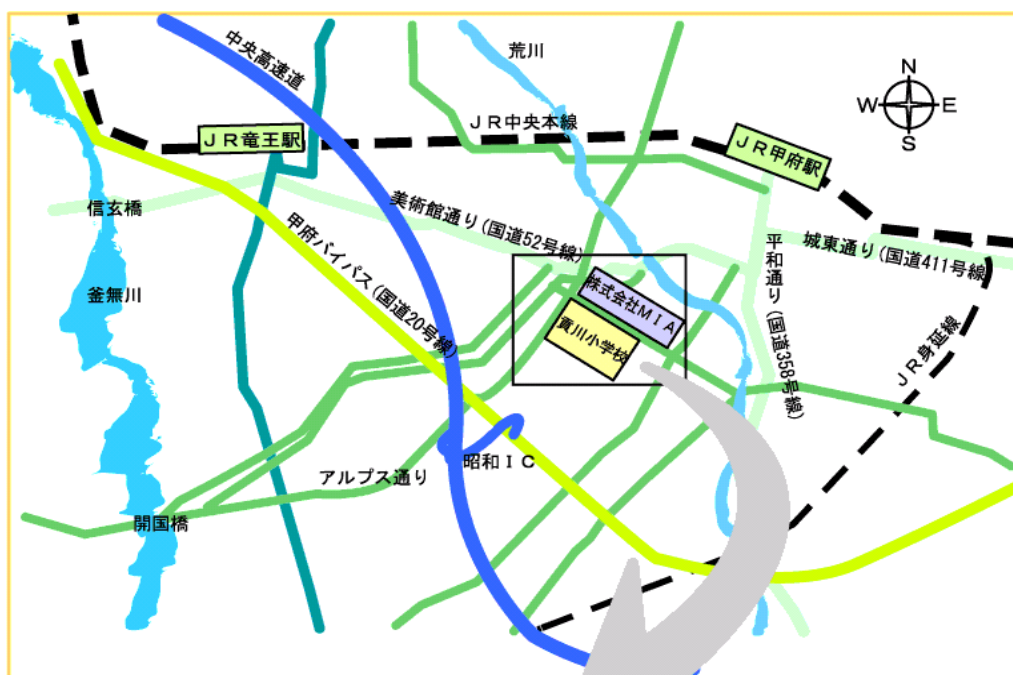 中央高速道
荒川
N
W
E
S
JR中央本線
JR竜王駅
JR甲府駅
信玄橋
美術館通り(国道52号線)
城東通り(国道411号線)
平和通り(国道358号線)
甲府バイパス(国道20号線)
釜無川
株式会社MIA
貢川小学校
JR身延線
昭和IC
アルプス通り
開国橋